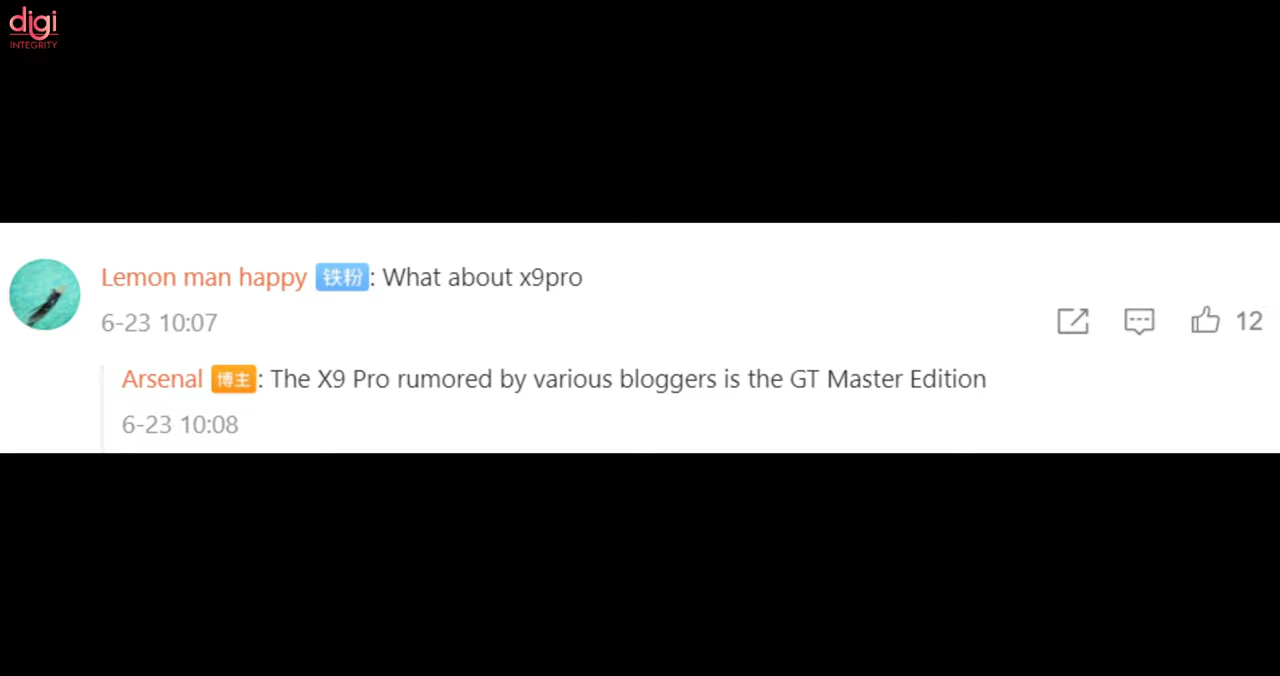 digi
INTEGRITY
Lemon man happy 铁粉: What about x9pro
6-23 10:07
12
Arsenal 博主: The X9 Pro rumored by various bloggers is the GT Master Edition
6-23 10:08